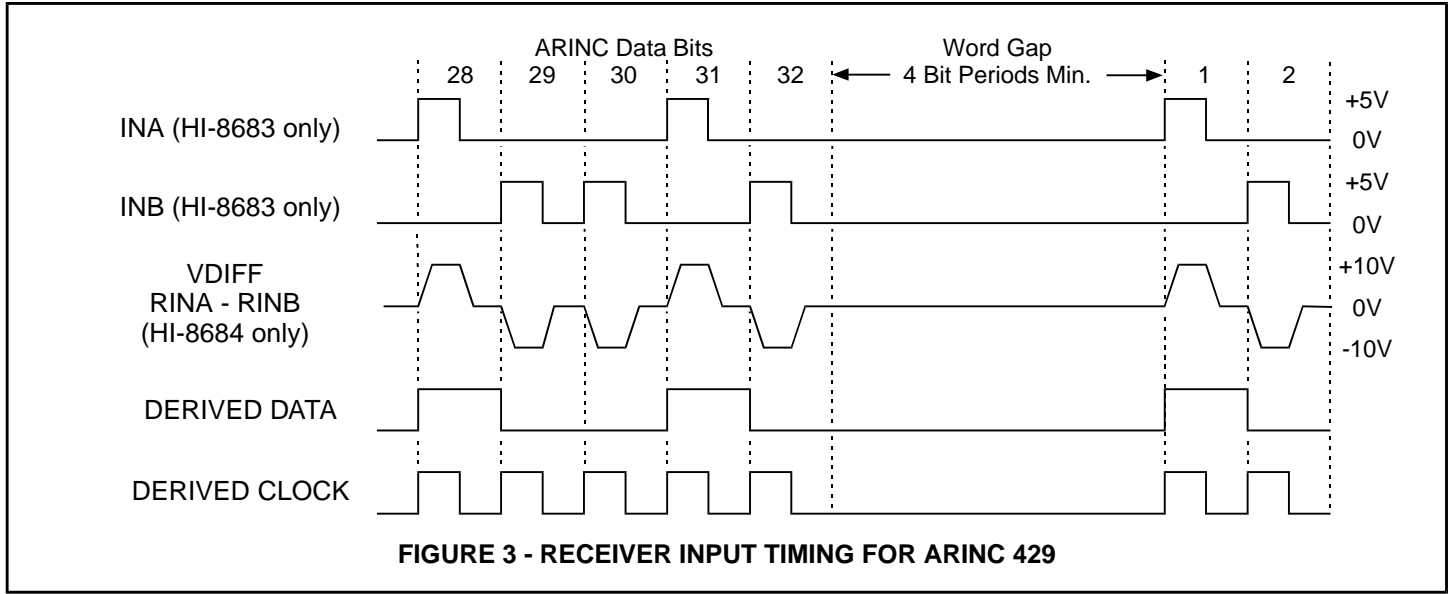 ARINC Data Bits
Word Gap
28 29 30 31 32 4 Bit Periods Min. 1 2
INA (HI-8683 only)
+5V
0V
INB (HI-8683 only)
+5V
0V
VDIFF
RINA - RINB
(HI-8684 only)
+10V
0V
-10V
DERIVED DATA
DERIVED CLOCK
FIGURE 3 - RECEIVER INPUT TIMING FOR ARINC 429